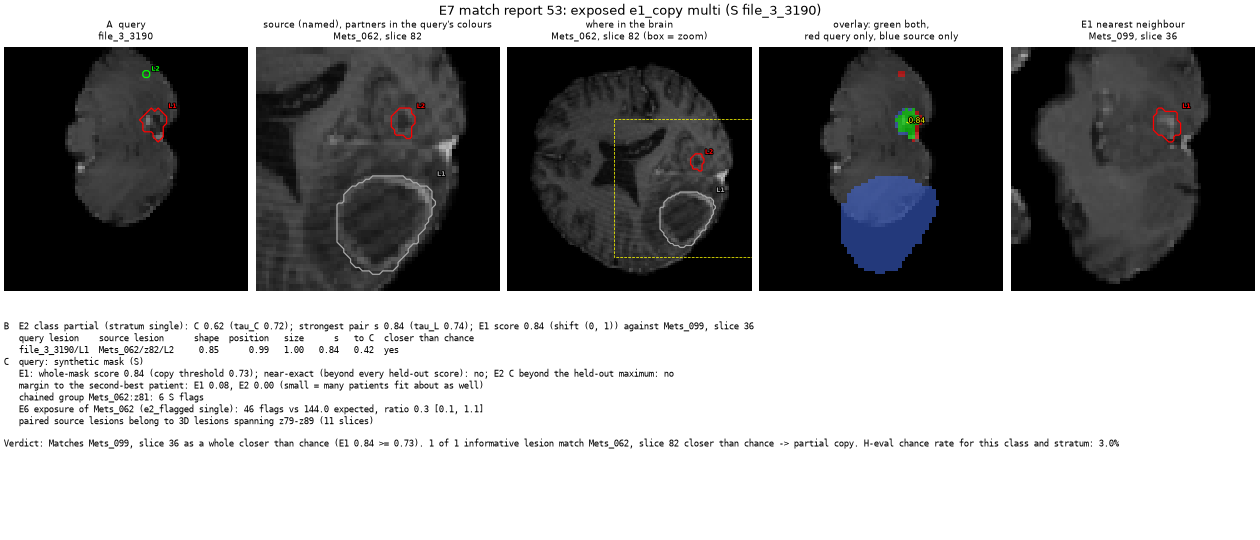 E7 match report 53: exposed e1_copy multi (S file_3_3190)
A  query
file_3_3190
source (named), partners in the query's colours
Mets_062, slice 82
where in the brain
Mets_062, slice 82 (box = zoom)
overlay: green both,
red query only, blue source only
E1 nearest neighbour
Mets_099, slice 36
L2
L1
L2
L1
L2
L1
0.84
L1
B  E2 class partial (stratum single): C 0.62 (tau_C 0.72); strongest pair s 0.84 (tau_L 0.74); E1 score 0.84 (shift (0, 1)) against Mets_099, slice 36
query lesion    source lesion    shape  position  size    s  to C  closer than chance
file_3_3190/L1  Mets_062/z82/L2  0.85  0.99  1.00  0.84  0.42  yes
C  query: synthetic mask (S)
E1: whole-mask score 0.84 (copy threshold 0.73); near-exact (beyond every held-out score): no; E2 C beyond the held-out maximum: no
margin to the second-best patient: E1 0.08, E2 0.00 (small = many patients fit about as well)
chained group Mets_062:z81: 6 S flags
E6 exposure of Mets_062 (e2_flagged single): 46 flags vs 144.0 expected, ratio 0.3 [0.1, 1.1]
paired source lesions belong to 3D lesions spanning z79-z89 (11 slices)
Verdict: Matches Mets_099, slice 36 as a whole closer than chance (E1 0.84 >= 0.73). 1 of 1 informative lesion match Mets_062, slice 82 closer than chance -> partial copy. H-eval chance rate for this class and stratum: 3.0%